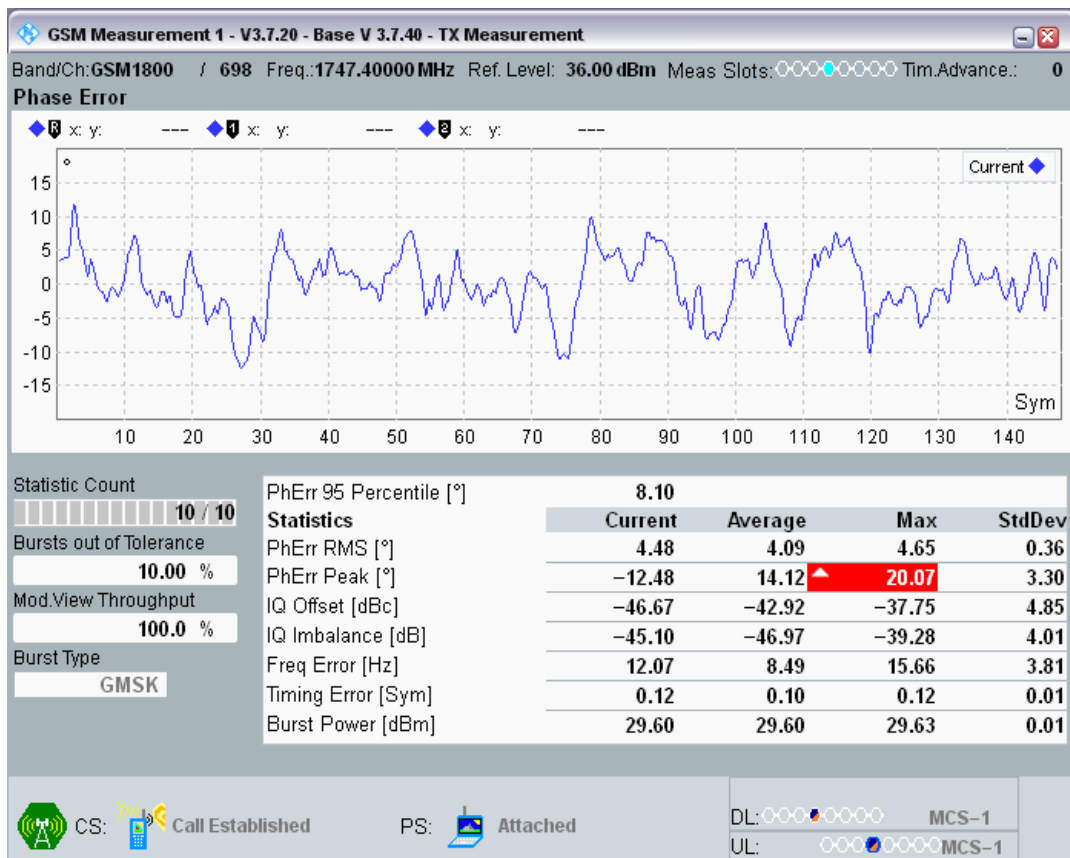 GSM Measurement 1 - V3.7.20 - Base V 3.7.40 - TX Measurement
Band/Ch:GSM1800 / 698 Freq.:1747.40000 MHz Ref. Level: 36.00 dBm Meas Slots: Tim.Advance.: 0
Phase Error
R x: y: --- 1 x: y: --- 2 x: y: ---
°
Current
15
10
5
0
-5
-10
-15
Sym
10 20 30 40 50 60 70 80 90 100 110 120 130 140
Statistic Count
10 / 10
Bursts out of Tolerance
10.00 %
Mod.View Throughput
100.0 %
Burst Type
GMSK
PhErr 95 Percentile [°] 8.10
Statistics Current Average Max StdDev
PhErr RMS [°] 4.48 4.09 4.65 0.36
PhErr Peak [°] −12.48 14.12 20.07 3.30
IQ Offset [dBc] −46.67 −42.92 −37.75 4.85
IQ Imbalance [dB] −45.10 −46.97 −39.28 4.01
Freq Error [Hz] 12.07 8.49 15.66 3.81
Timing Error [Sym] 0.12 0.10 0.12 0.01
Burst Power [dBm] 29.60 29.60 29.63 0.01
CS: Call Established PS: Attached
DL: MCS−1
UL: MCS−1